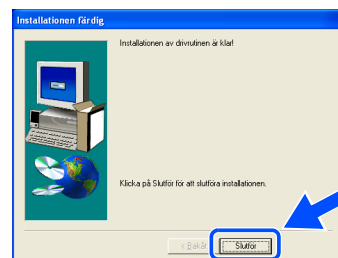 Installationen färdig
Installationen av drivrutinen är klar!
Klicka på Slutför för att slutföra installationen.
< Bakåt
Slutför